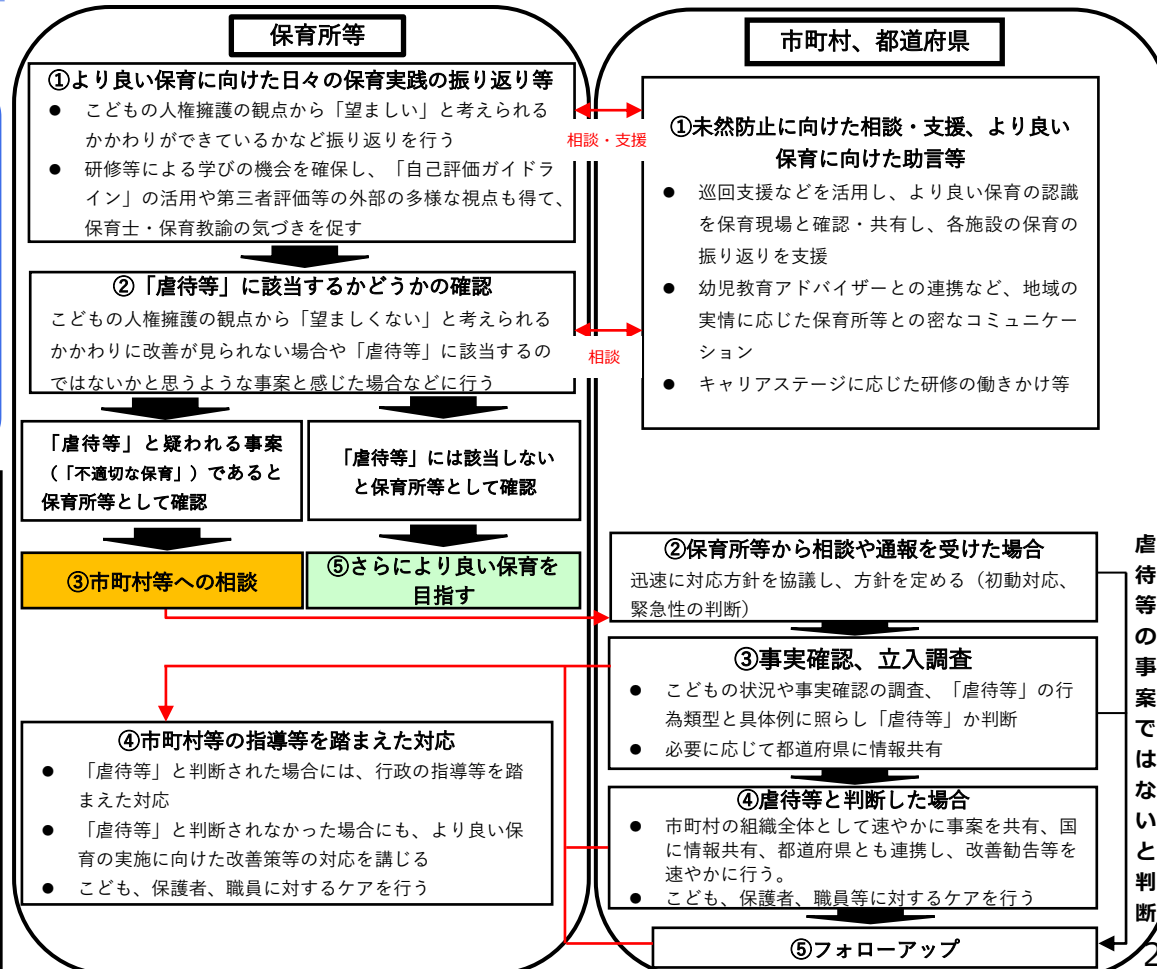 保育所等
①より良い保育に向けた日々の保育実践の振り返り等
● こどもの人権擁護の観点から「望ましい」と考えられる
かかわりができているかなど振り返りを行う
● 研修等による学びの機会を確保し、「自己評価ガイドラ
イン」の活用や第三者評価等の外部の多様な視点も得て、
保育士・保育教諭の気づきを促す
②「虐待等」に該当するかどうかの確認
こどもの人権擁護の観点から「望ましくない」と考えられる
かかわりに改善が見られない場合や「虐待等」に該当するの
ではないかと思うような事案と感じた場合などに行う
「虐待等」と疑われる事案
（「不適切な保育」）であると
保育所等として確認
「虐待等」には該当しない
と保育所等として確認
③市町村等への相談
⑤さらにより良い保育を
目指す
④市町村等の指導等を踏まえた対応
● 「虐待等」と判断された場合には、行政の指導等を踏
まえた対応
● 「虐待等」と判断されなかった場合にも、より良い保
育の実施に向けた改善策等の対応を講じる
● こども、保護者、職員に対するケアを行う
相談・支援
相談
市町村、都道府県
①未然防止に向けた相談・支援、より良い
保育に向けた助言等
● 巡回支援などを活用し、より良い保育の認識
を保育現場と確認・共有し、各施設の保育の
振り返りを支援
● 幼児教育アドバイザーとの連携など、地域の
実情に応じた保育所等との密なコミュニケー
ション
● キャリアステージに応じた研修の働きかけ等
②保育所等から相談や通報を受けた場合
迅速に対応方針を協議し、方針を定める（初動対応、
緊急性の判断）
③事実確認、立入調査
● こどもの状況や事実確認の調査、「虐待等」の行
為類型と具体例に照らし「虐待等」か判断
● 必要に応じて都道府県に情報共有
④虐待等と判断した場合
● 市町村の組織全体として速やかに事案を共有、国
に情報共有、都道府県とも連携し、改善勧告等を
速やかに行う。
● こども、保護者、職員等に対するケアを行う
⑤フォローアップ
虐待等の事案ではないと判断
2